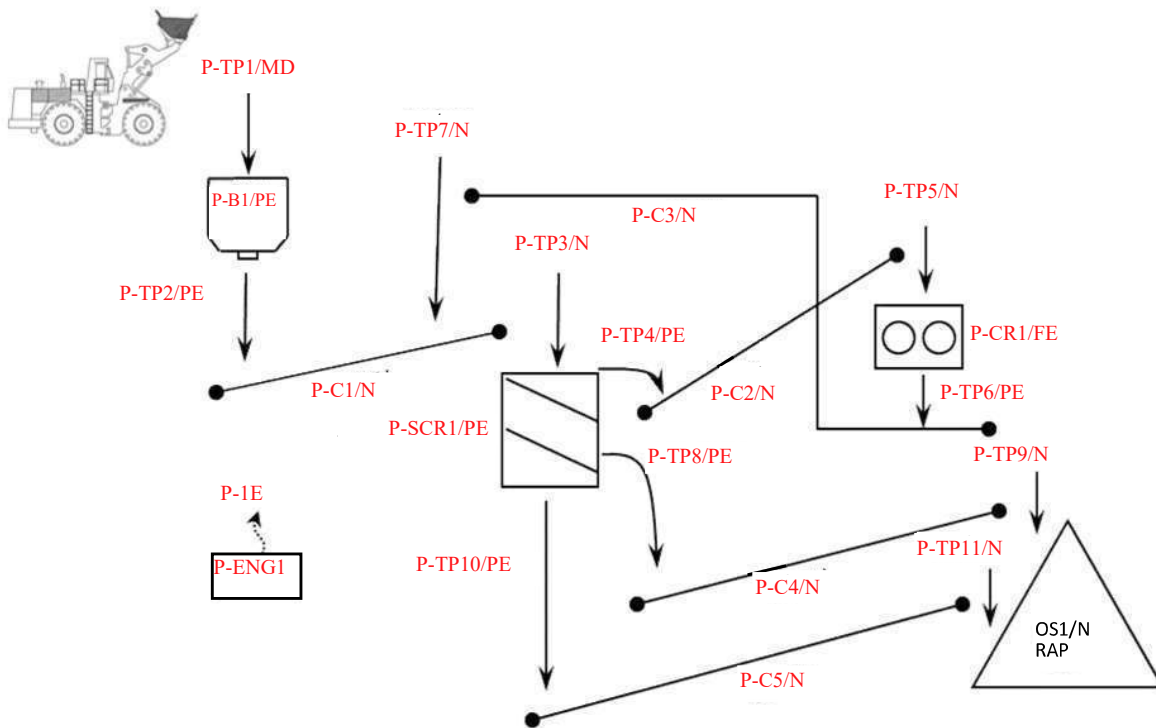 P-TP1/MD
P-TP7/N
P-B1/PE
P-TP5/N
P-C3/N
P-TP3/N
P-TP2/PE
P-TP4/PE
P-CR1/FE
P-C1/N
P-C2/N
P-TP6/PE
P-SCR1/PE
P-TP8/PE
P-TP9/N
P-1E
P-ENG1
P-TP10/PE
P-TP11/N
P-C4/N
OS1/N
RAP
P-C5/N